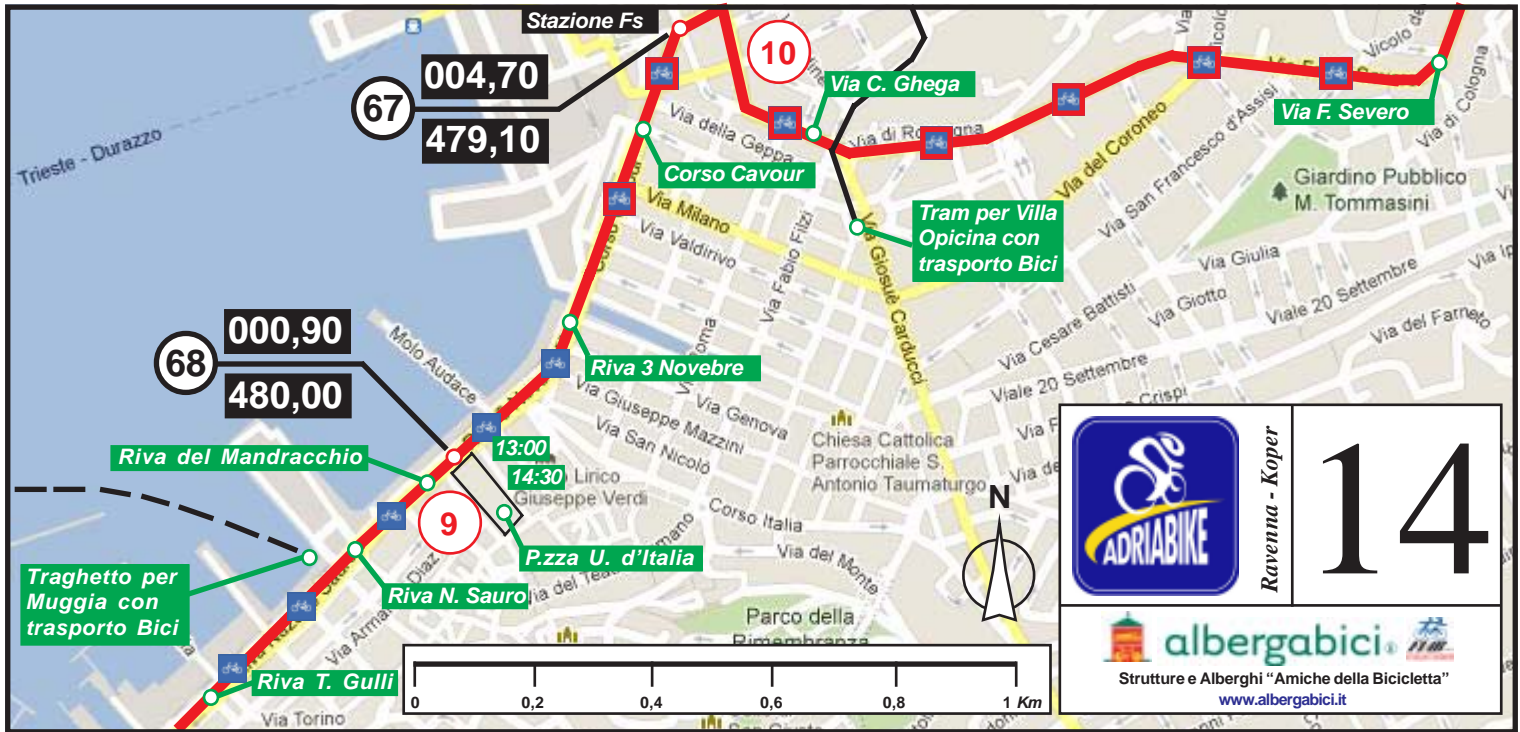 Stazione Fs
004,70
67
479,10
10
Via C. Ghega
Via F. Severo
Vicolo
Via di Cologna
Trieste - Durazzo
Via della Geppa
Corso Cavour
Via Milano
Via Valdirivo
Via Fabio Filzi
Via del Coroneo
Via San Francesco d'Assisi
Giardino Pubblico
M. Tommasini
Tram per Villa
Opicina con
trasporto Bici
Via Giosuè Carducci
Via Giulia
Via Giotto
Viale 20 Settembre
Via Cesare Battisti
Via del
000,90
68
480,00
Molo Audace
Riva 3 Novebre
Viale 20 Settembre
Crispi
Via Giuseppe Mazzini
Via Genova
Via San Nicolò
Chiesa Cattolica
Parrocchiale S.
Antonio Taumaturgo
Riva del Mandracchio
13:00
14:30
Lirico
Giuseppe Verdi
9
Corso Italia
P.zza U. d'Italia
Via del Monte
N
Traghetto per
Muggia con
trasporto Bici
Riva N. Sauro
Parco della
Rimembranza
Riva T. Gulli
Via Torino
0
0,2
0,4
0,6
0,8
1 Km
ADRIABIKE
Ravenna - Koper
14
albergabici
Strutture e Alberghi “Amiche della Bicicletta”
www.albergabici.it